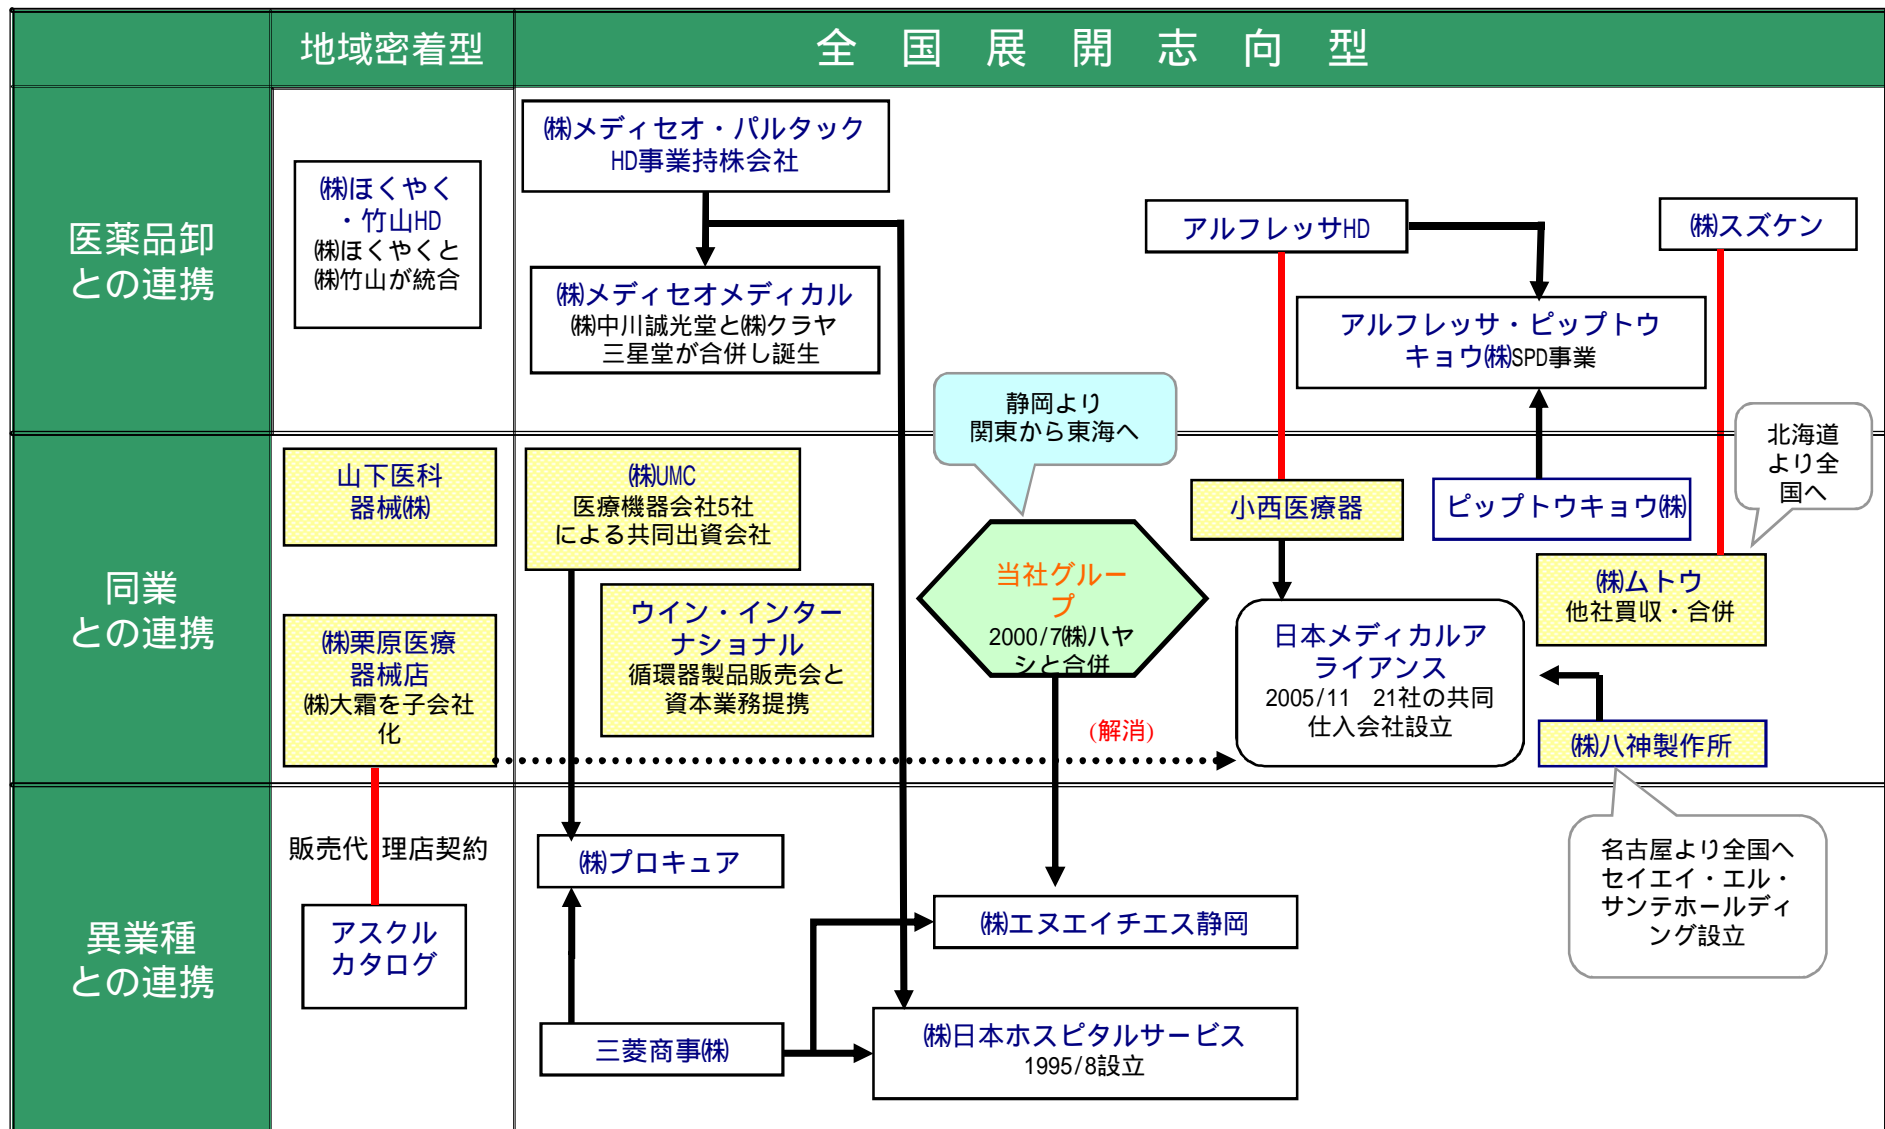 地域密着型
全国展開志向型
医薬品卸
との連携
㈱ほくやく
・竹山HD
㈱ほくやくと
㈱竹山が統合
㈱メディセオ・パルタック
HD事業持株会社
㈱メディセオメディカル
㈱中川誠光堂と㈱クラヤ
三星堂が合併し誕生
アルフレッサHD
㈱スズケン
アルフレッサ・ピップトウ
キョウ㈱SPD事業
静岡より
関東から東海へ
北海道
より全
国へ
同業
との連携
山下医科
器械㈱
㈱UMC
医療機器会社5社
による共同出資会社
小西医療器
ピップトウキョウ㈱
当社グルー
プ
2000/7㈱ハヤ
シと合併
㈱ムトウ
他社買収・合併
㈱栗原医療
器械店
㈱大霜を子会社
化
ウイン・インター
ナショナル
循環器製品販売会と
資本業務提携
日本メディカルア
ライアンス
2005/11 21社の共同
仕入会社設立
(解消)
㈱八神製作所
名古屋より全国へ
セイエイ・エル・
サンテホールディ
ング設立
異業種
との連携
販売代理店契約
アスクル
カタログ
㈱プロキュア
㈱エヌエイチエス静岡
三菱商事㈱
㈱日本ホスピタルサービス
1995/8設立